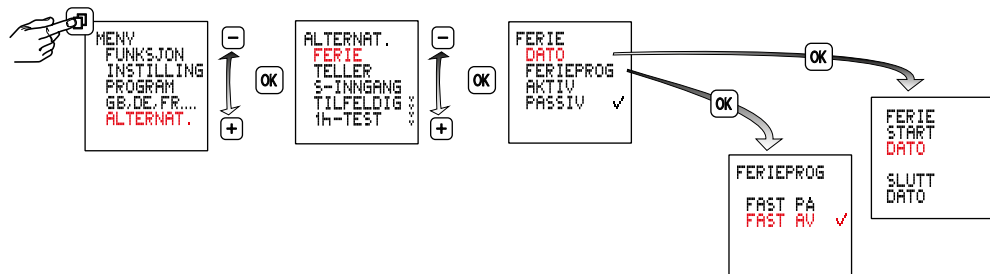 MENY
FUNKSJON
INSTILLING
PROGRAM
GB,DE,FR....
ALTERNAT.
−
OK
+
ALTERNAT.
FERIE
TELLER
S-INNGANG
TILFELDIG
1h-TEST
−
OK
+
FERIE
DATO
FERIEPROG
AKTIV
PASSIV ✓
OK
OK
FERIEPROG
FAST PA
FAST AV ✓
FERIE
START
DATO
SLUTT
DATO